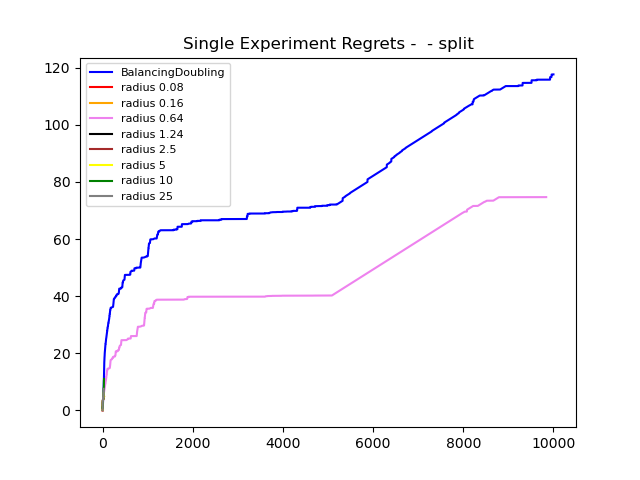 Single Experiment Regrets -  - split
BalancingDoubling
radius 0.08
radius 0.16
radius 0.64
radius 1.24
radius 2.5
radius 5
radius 10
radius 25
120
100
80
60
40
20
0
0 2000 4000 6000 8000 10000